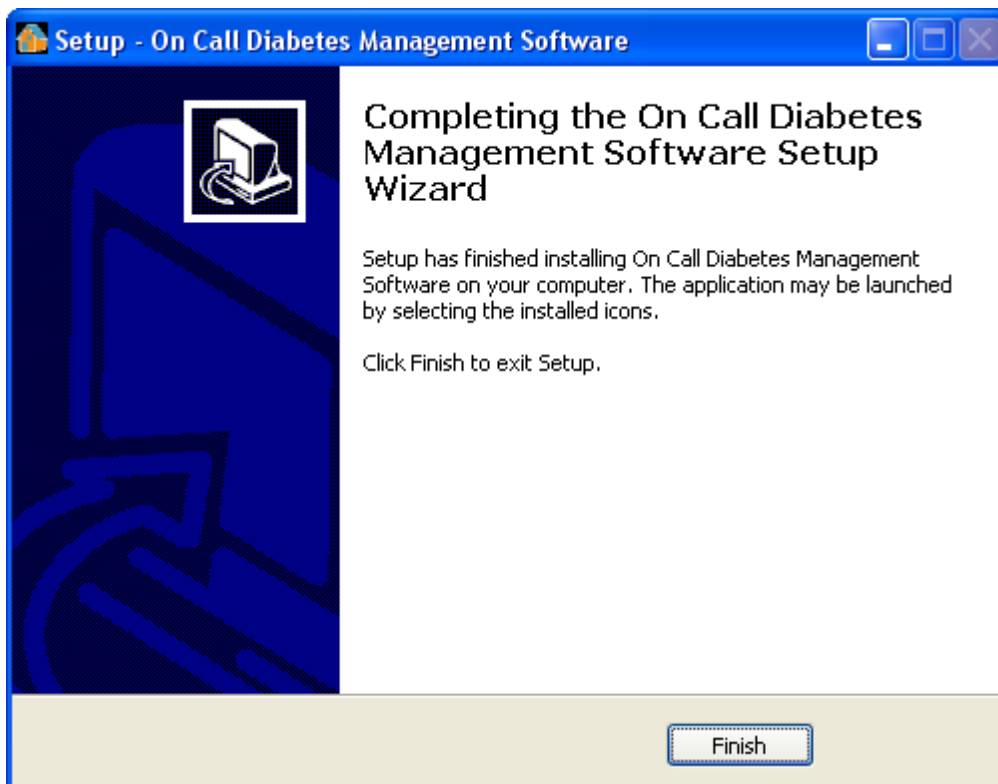 Setup - On Call Diabetes Management Software
Completing the On Call Diabetes
Management Software Setup
Wizard
Setup has finished installing On Call Diabetes Management
Software on your computer. The application may be launched
by selecting the installed icons.
Click Finish to exit Setup.
Finish